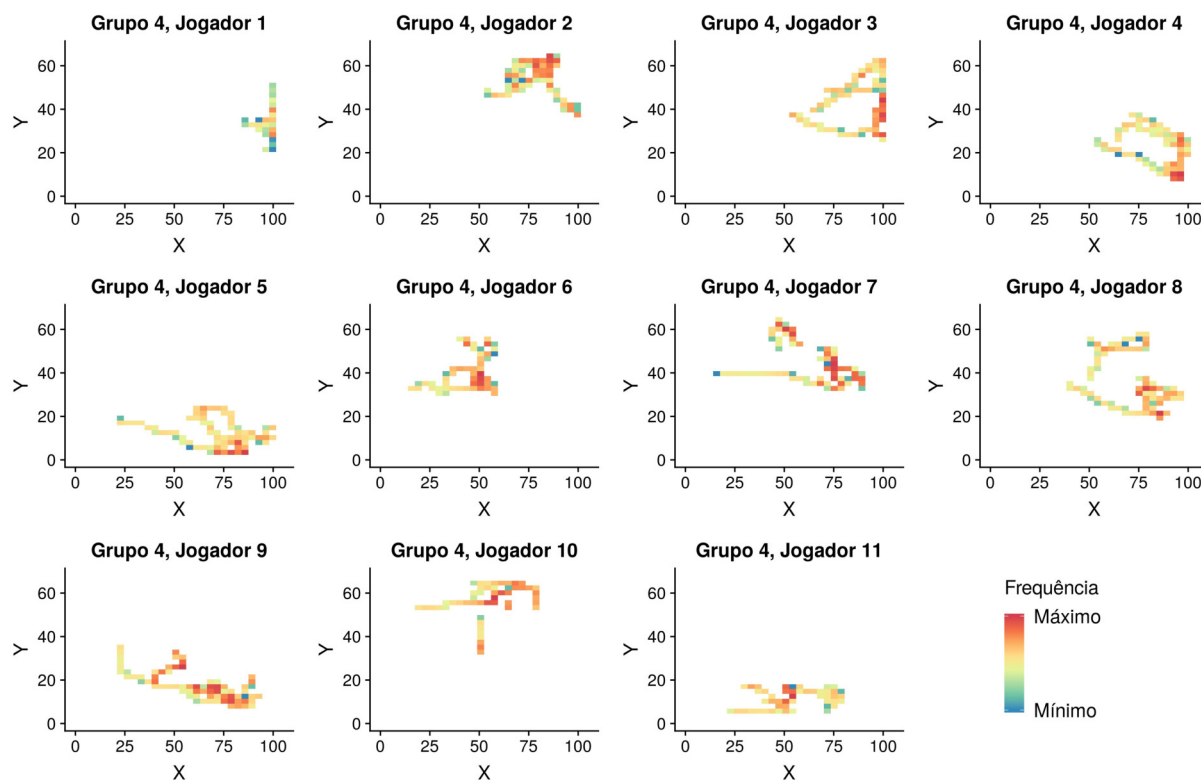 Grupo 4, Jogador 1
Grupo 4, Jogador 2
Grupo 4, Jogador 3
Grupo 4, Jogador 4
Y
60
40
20
0
0 25 50 75 100
X
Y
60
40
20
0
0 25 50 75 100
X
Y
60
40
20
0
0 25 50 75 100
X
Y
60
40
20
0
0 25 50 75 100
X
Grupo 4, Jogador 5
Grupo 4, Jogador 6
Grupo 4, Jogador 7
Grupo 4, Jogador 8
Y
60
40
20
0
0 25 50 75 100
X
Y
60
40
20
0
0 25 50 75 100
X
Y
60
40
20
0
0 25 50 75 100
X
Y
60
40
20
0
0 25 50 75 100
X
Grupo 4, Jogador 9
Grupo 4, Jogador 10
Grupo 4, Jogador 11
Y
60
40
20
0
0 25 50 75 100
X
Y
60
40
20
0
0 25 50 75 100
X
Y
60
40
20
0
0 25 50 75 100
X
Frequência
Máximo
Mínimo